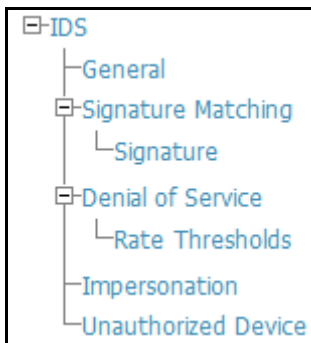 IDS
General
Signature Matching
Signature
Denial of Service
Rate Thresholds
Impersonation
Unauthorized Device